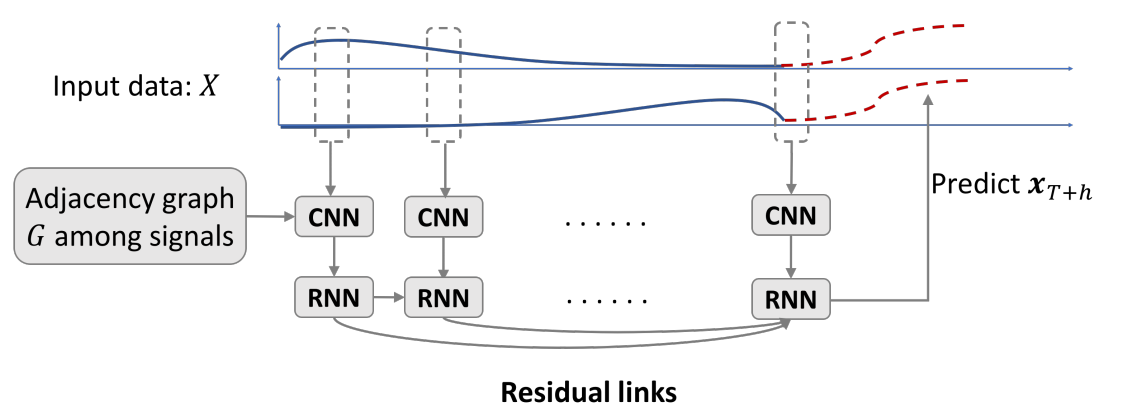 Input data: X
Adjacency graph
G among signals
CNN
CNN
. . . . . .
CNN
Predict x_{T+h}
RNN
RNN
. . . . . .
RNN
Residual links